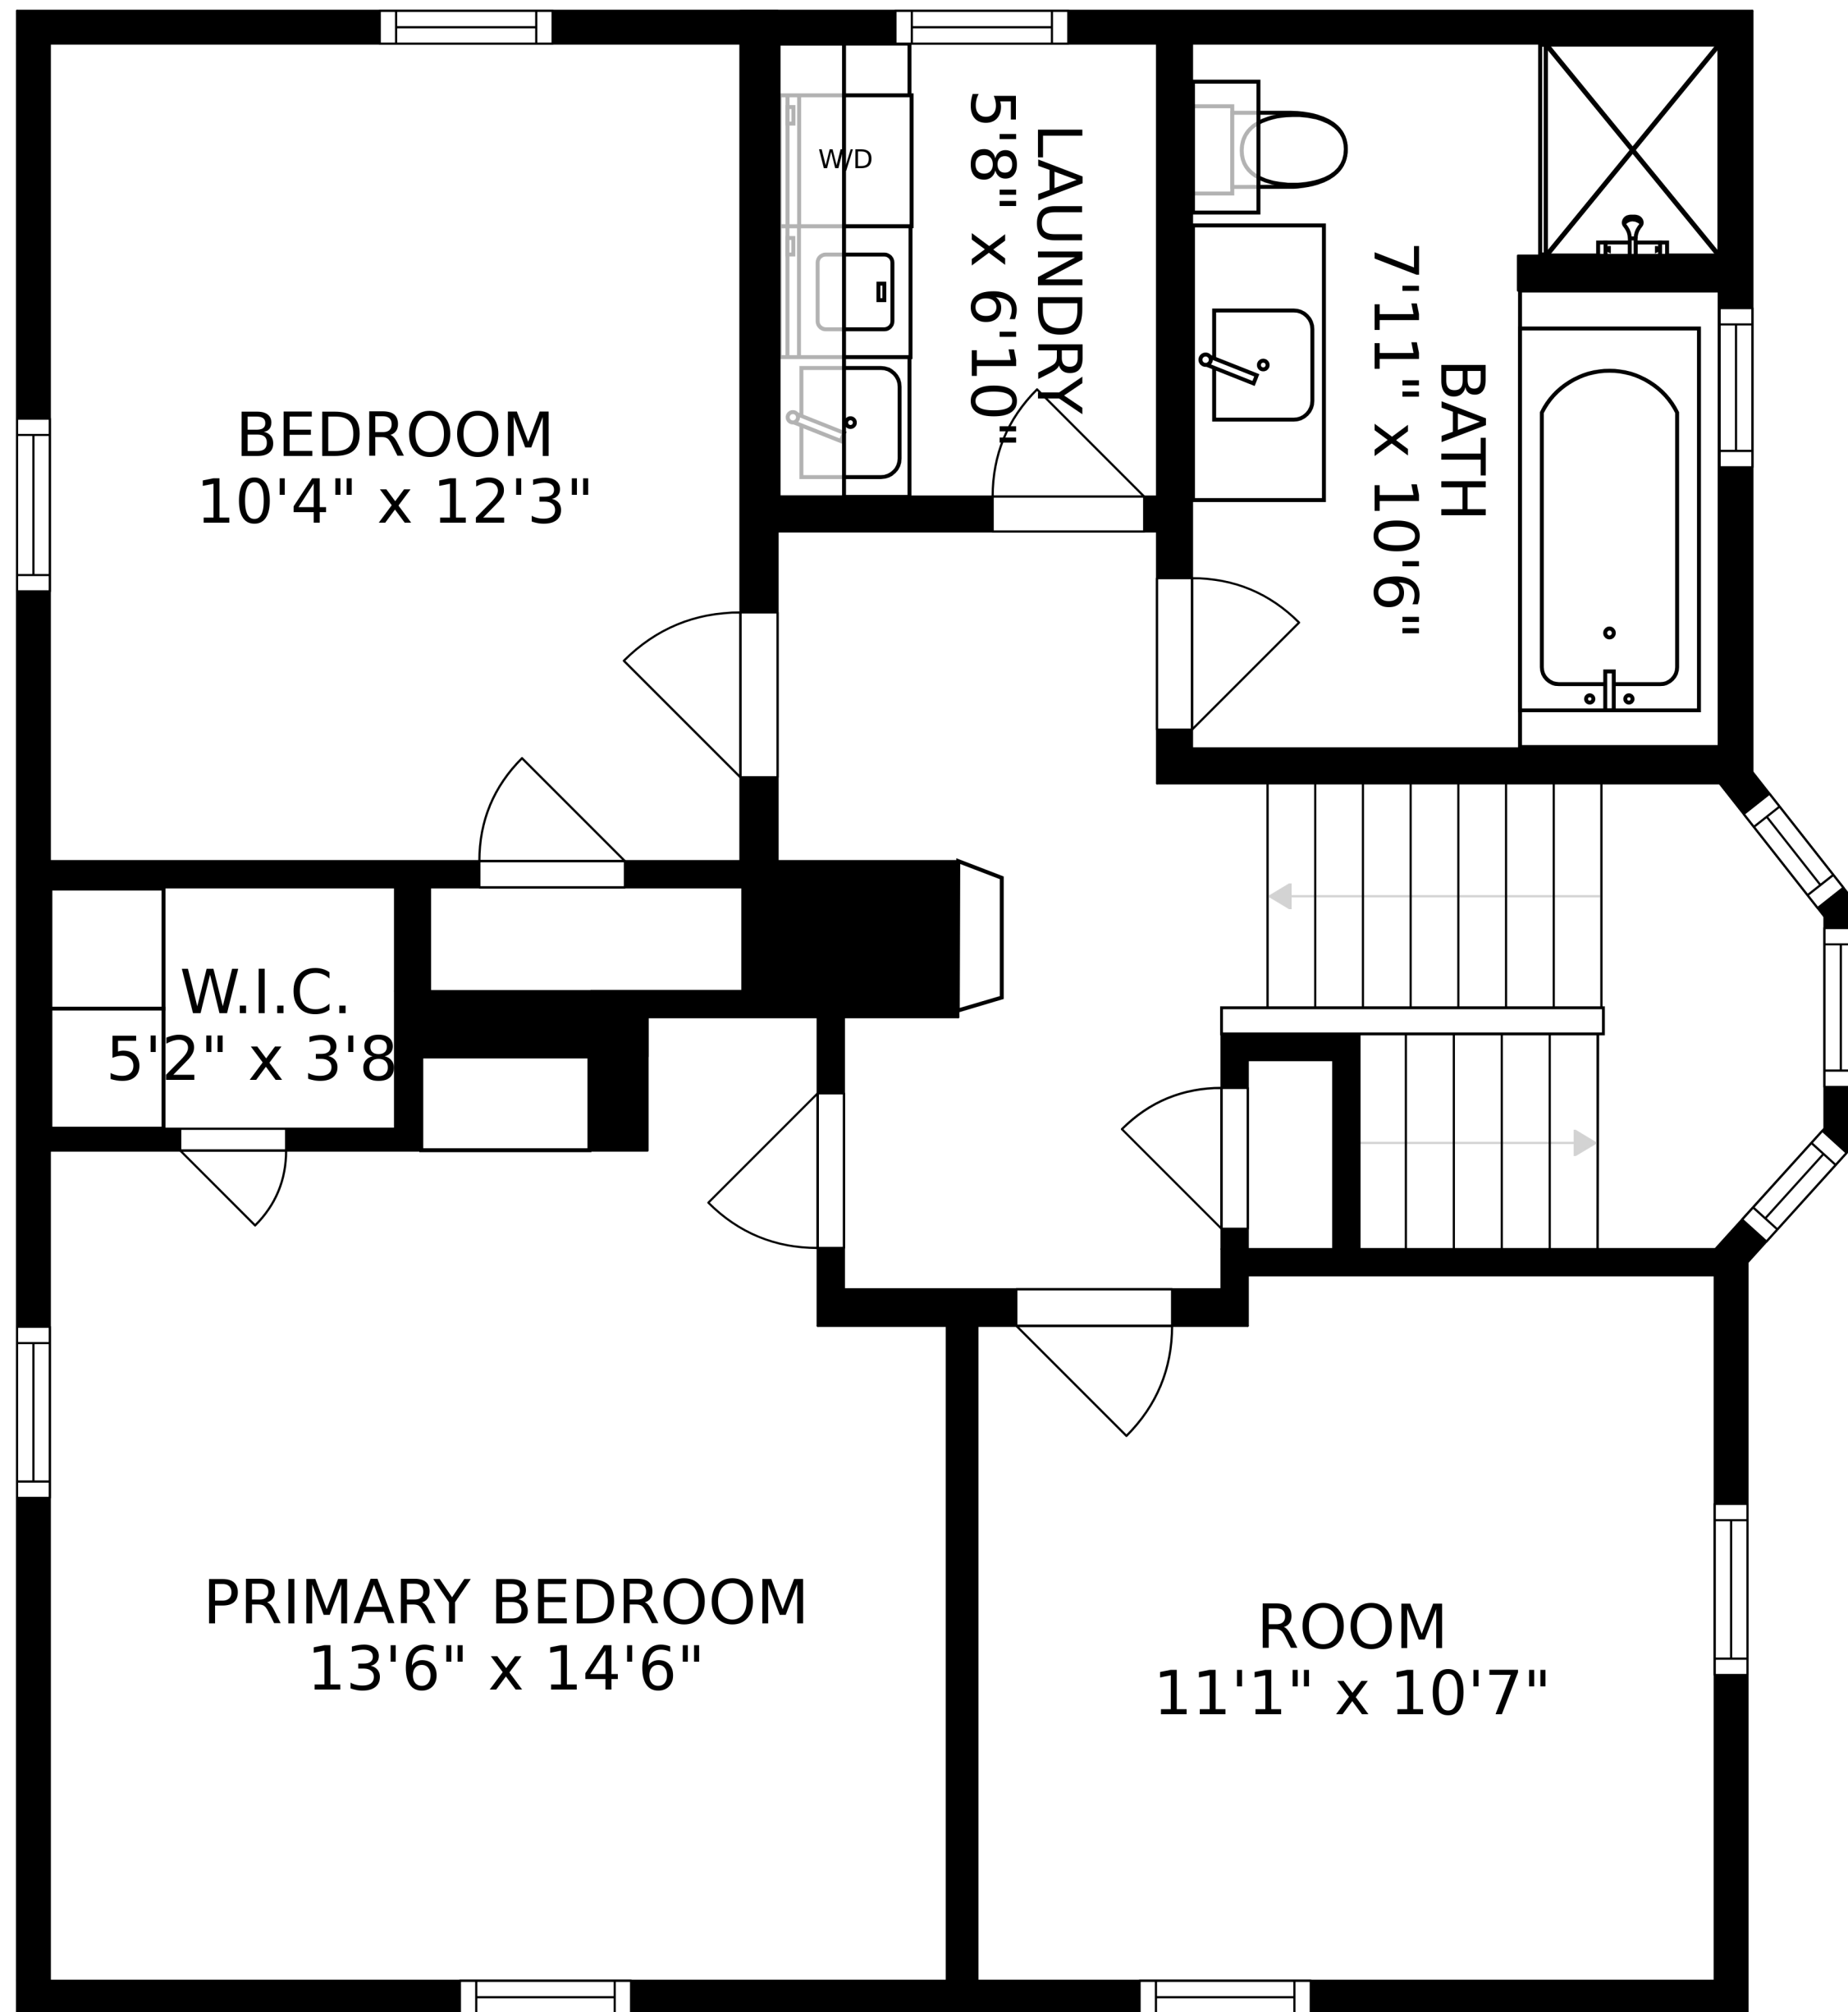 BEDROOM
10'4" x 12'3"
W/D
LAUNDRY
5'8" x 6'10"
BATH
7'11" x 10'6"
W.I.C.
5'2" x 3'8
PRIMARY BEDROOM
13'6" x 14'6"
ROOM
11'1" x 10'7"